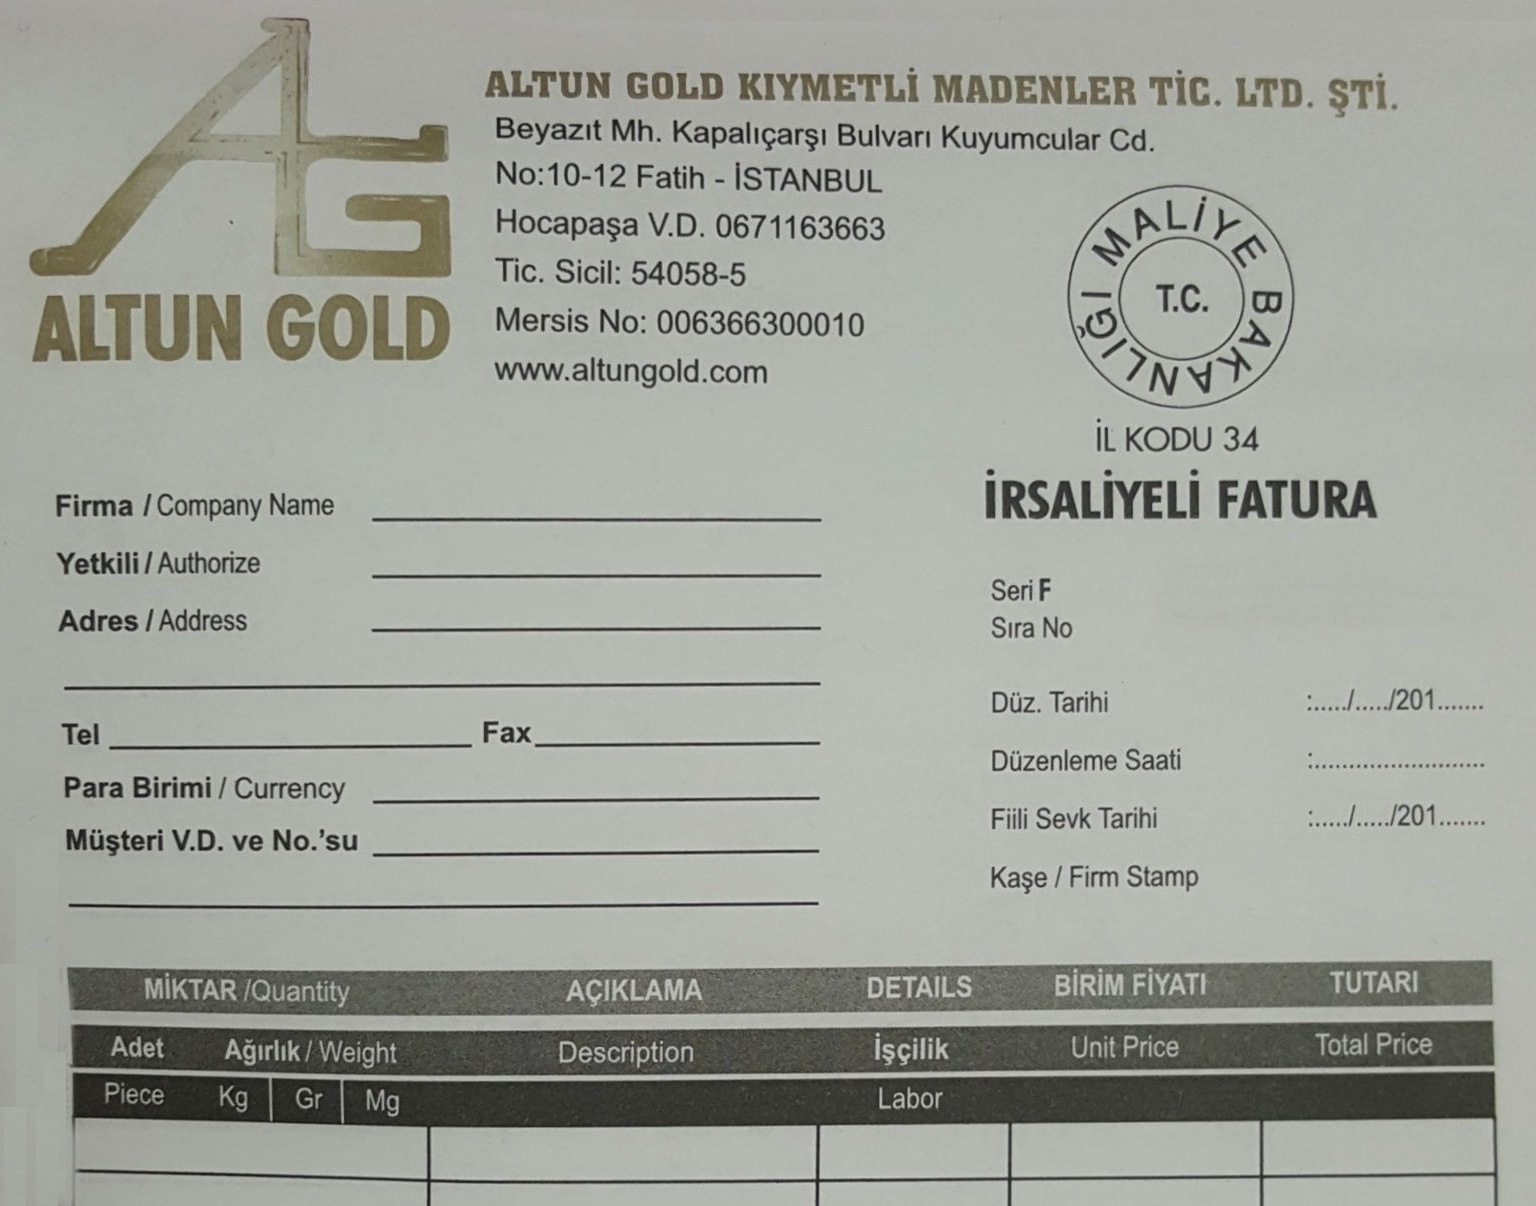 AG
ALTUN GOLD
ALTUN GOLD KIYMETLİ MADENLER TİC. LTD. ŞTİ.
Beyazıt Mh. Kapalıçarşı Bulvarı Kuyumcular Cd.
No:10-12 Fatih - İSTANBUL
Hocapaşa V.D. 0671163663
Tic. Sicil: 54058-5
Mersis No: 006366300010
www.altungold.com
MALİYE BAKANLIĞI
T.C.
İL KODU 34
İRSALİYELİ FATURA
Firma / Company Name
Yetkili / Authorize
Adres / Address
Tel Fax
Para Birimi / Currency
Müşteri V.D. ve No.'su
Seri F
Sıra No
Düz. Tarihi :...../...../201.......
Düzenleme Saati :.........................
Fiili Sevk Tarihi :...../...../201.......
Kaşe / Firm Stamp
MİKTAR /Quantity AÇIKLAMA DETAILS BİRİM FİYATI TUTARI
Adet Ağırlık / Weight Description İşçilik Unit Price Total Price
Piece Kg Gr Mg Labor